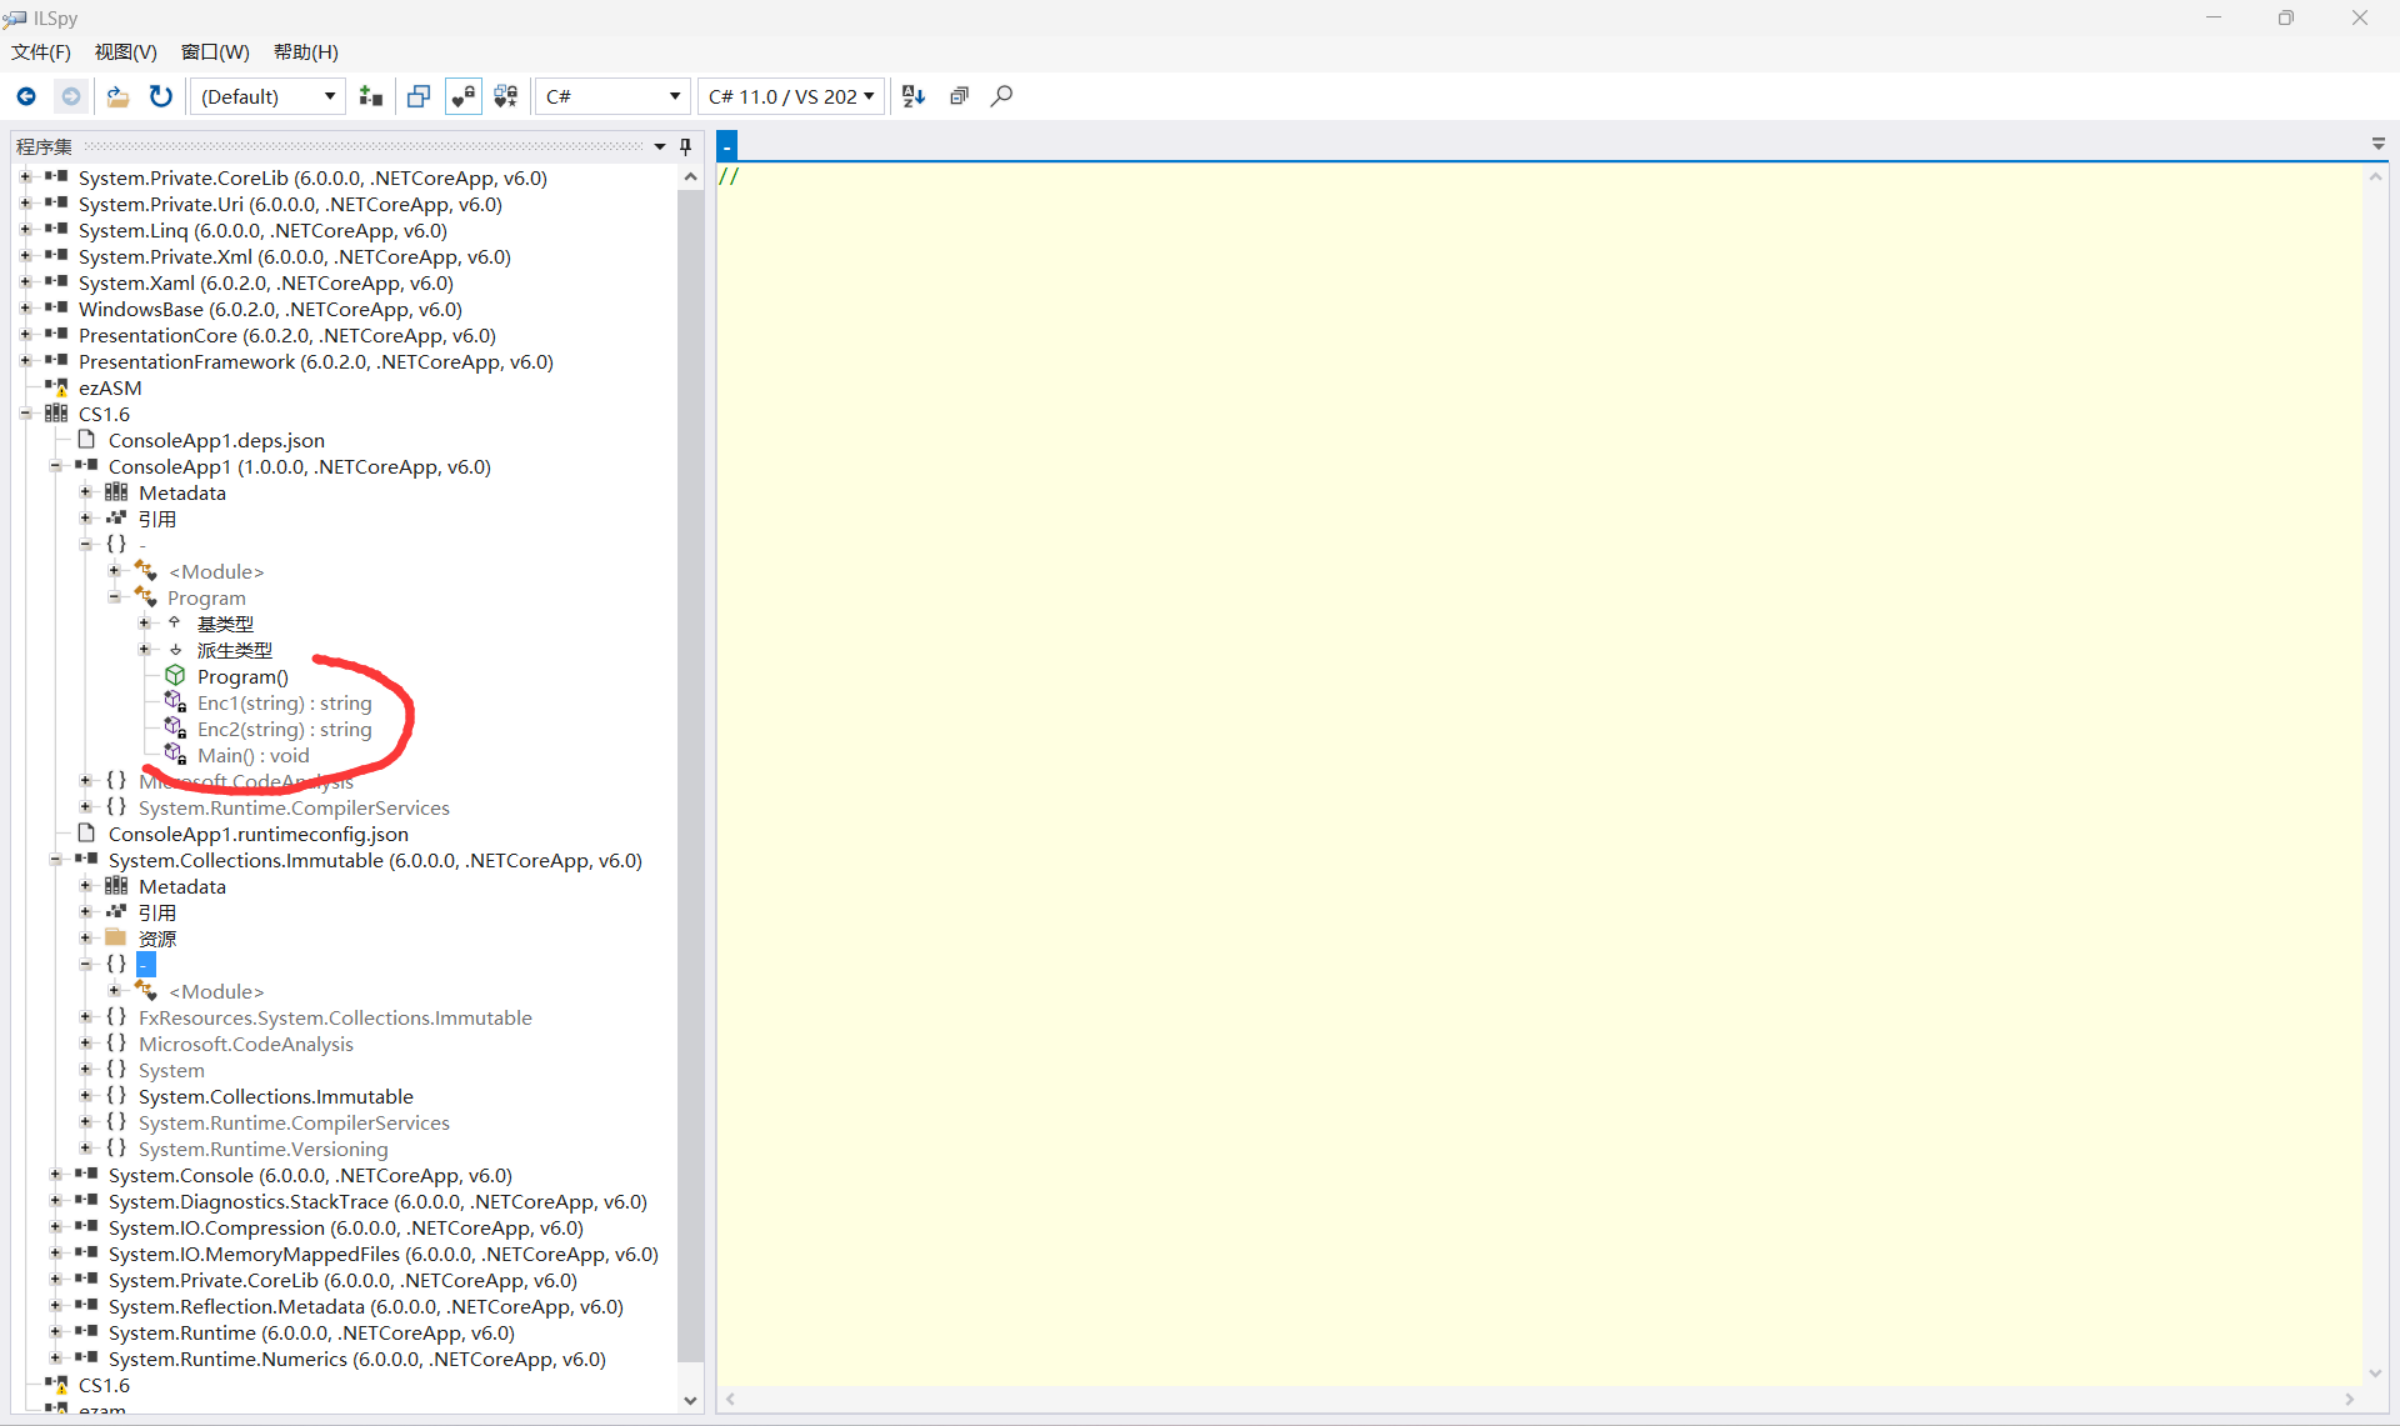 ILSpy
文件(F) 视图(V) 窗口(W) 帮助(H)
(Default) C# C# 11.0 / VS 202
程序集
-
//
System.Private.CoreLib (6.0.0.0, .NETCoreApp, v6.0)
System.Private.Uri (6.0.0.0, .NETCoreApp, v6.0)
System.Linq (6.0.0.0, .NETCoreApp, v6.0)
System.Private.Xml (6.0.0.0, .NETCoreApp, v6.0)
System.Xaml (6.0.2.0, .NETCoreApp, v6.0)
WindowsBase (6.0.2.0, .NETCoreApp, v6.0)
PresentationCore (6.0.2.0, .NETCoreApp, v6.0)
PresentationFramework (6.0.2.0, .NETCoreApp, v6.0)
ezASM
CS1.6
ConsoleApp1.deps.json
ConsoleApp1 (1.0.0.0, .NETCoreApp, v6.0)
Metadata
引用
{ } -
<Module>
Program
基类型
派生类型
Program()
Enc1(string) : string
Enc2(string) : string
Main() : void
{ } Microsoft.CodeAnalysis
{ } System.Runtime.CompilerServices
ConsoleApp1.runtimeconfig.json
System.Collections.Immutable (6.0.0.0, .NETCoreApp, v6.0)
Metadata
引用
资源
{ } -
<Module>
{ } FxResources.System.Collections.Immutable
{ } Microsoft.CodeAnalysis
{ } System
{ } System.Collections.Immutable
{ } System.Runtime.CompilerServices
{ } System.Runtime.Versioning
System.Console (6.0.0.0, .NETCoreApp, v6.0)
System.Diagnostics.StackTrace (6.0.0.0, .NETCoreApp, v6.0)
System.IO.Compression (6.0.0.0, .NETCoreApp, v6.0)
System.IO.MemoryMappedFiles (6.0.0.0, .NETCoreApp, v6.0)
System.Private.CoreLib (6.0.0.0, .NETCoreApp, v6.0)
System.Reflection.Metadata (6.0.0.0, .NETCoreApp, v6.0)
System.Runtime (6.0.0.0, .NETCoreApp, v6.0)
System.Runtime.Numerics (6.0.0.0, .NETCoreApp, v6.0)
CS1.6